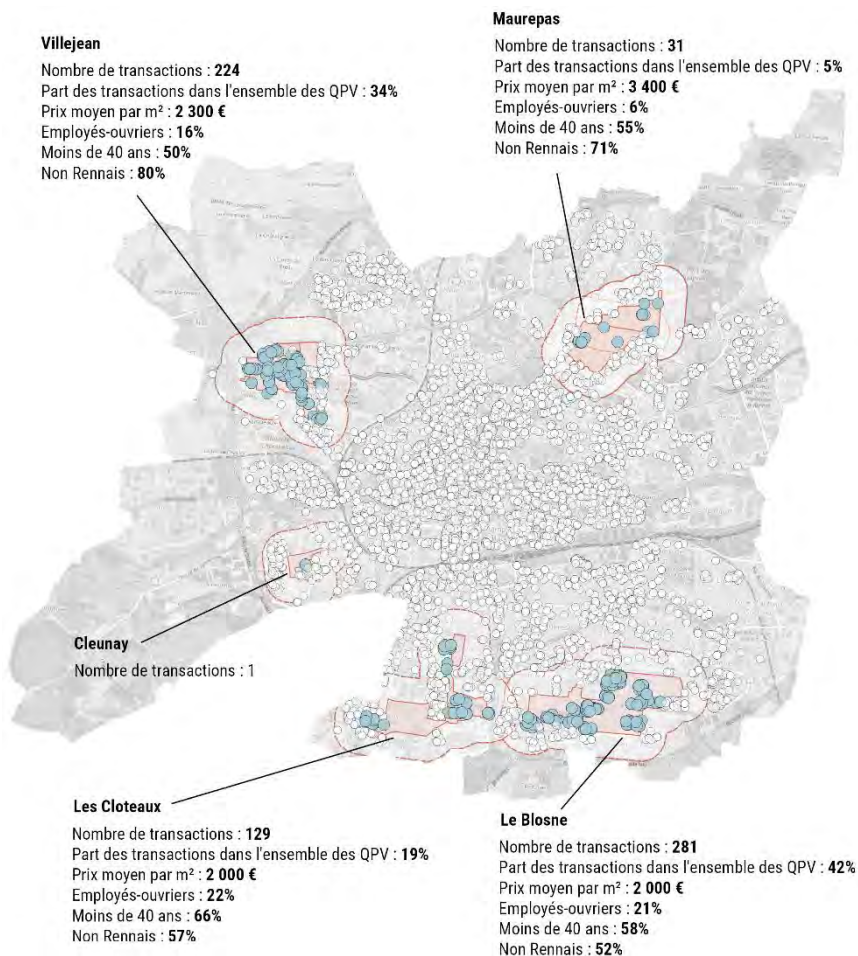 Villejean
Nombre de transactions : 224
Part des transactions dans l'ensemble des QPV : 34%
Prix moyen par m² : 2 300 €
Employés-ouvriers : 16%
Moins de 40 ans : 50%
Non Rennais : 80%
Maurepas
Nombre de transactions : 31
Part des transactions dans l'ensemble des QPV : 5%
Prix moyen par m² : 3 400 €
Employés-ouvriers : 6%
Moins de 40 ans : 55%
Non Rennais : 71%
Cleunay
Nombre de transactions : 1
Les Cloteaux
Nombre de transactions : 129
Part des transactions dans l'ensemble des QPV : 19%
Prix moyen par m² : 2 000 €
Employés-ouvriers : 22%
Moins de 40 ans : 66%
Non Rennais : 57%
Le Blosne
Nombre de transactions : 281
Part des transactions dans l'ensemble des QPV : 42%
Prix moyen par m² : 2 000 €
Employés-ouvriers : 21%
Moins de 40 ans : 58%
Non Rennais : 52%